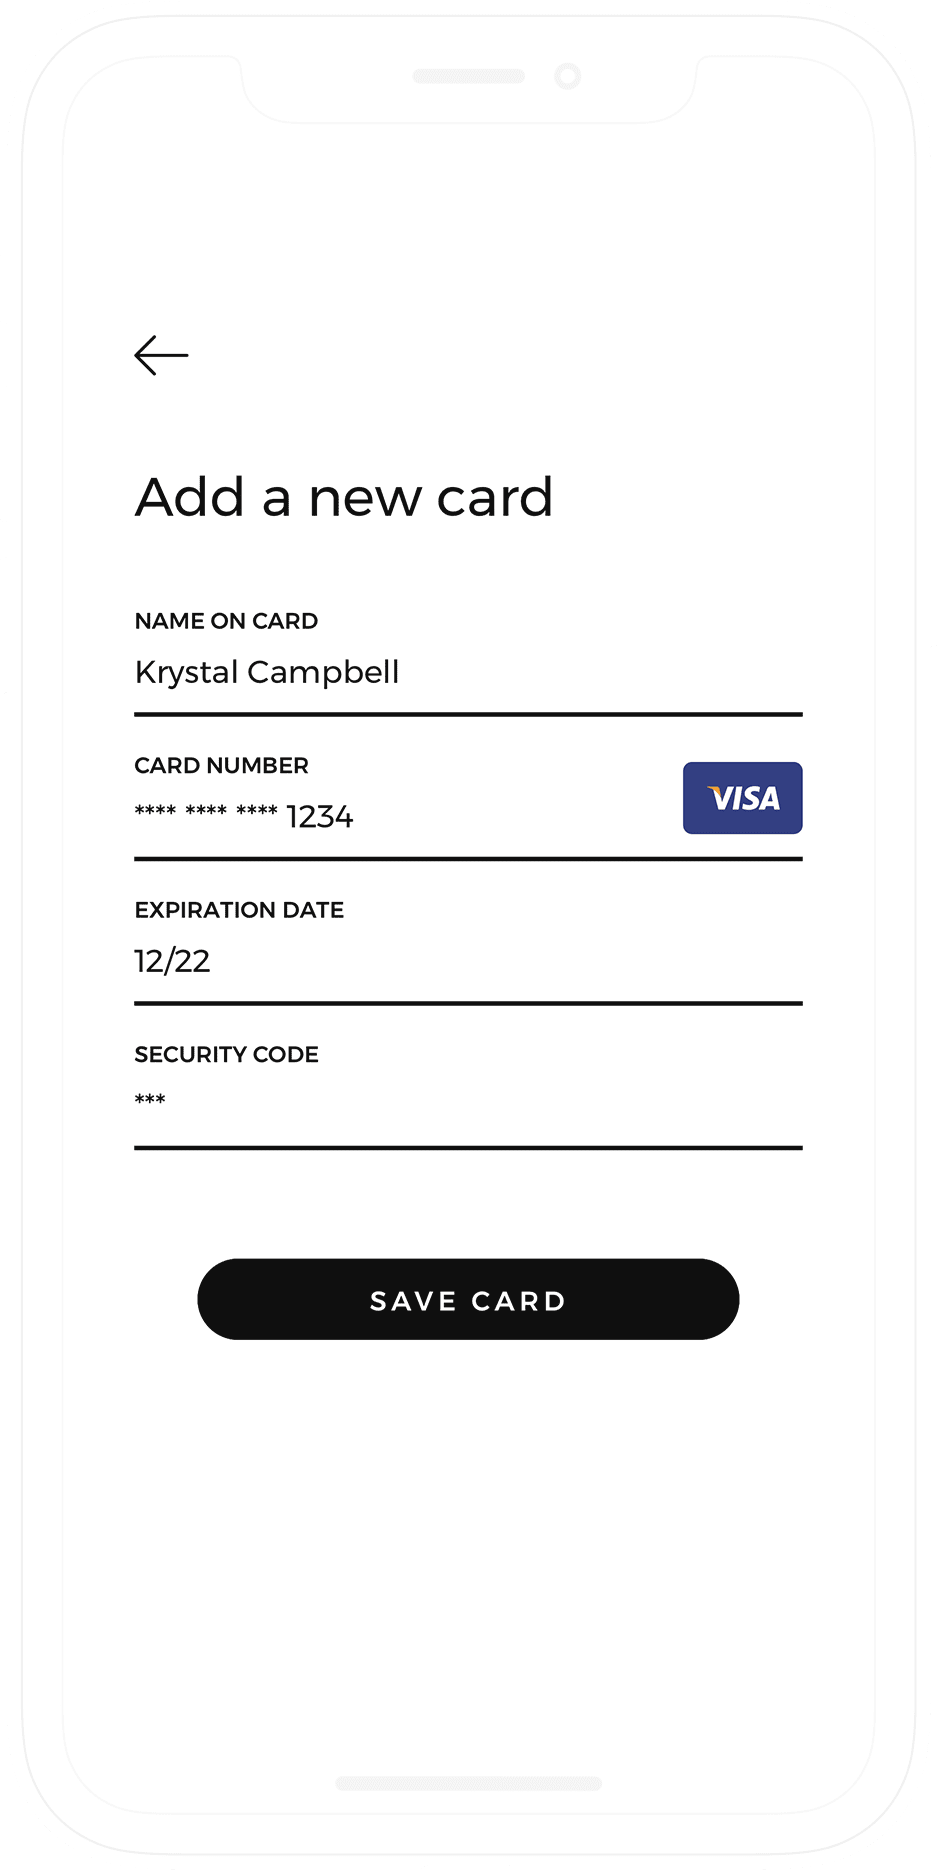 Add a new card
NAME ON CARD
Krystal Campbell
CARD NUMBER
**** **** **** 1234
VISA
EXPIRATION DATE
12/22
SECURITY CODE
***
SAVE CARD